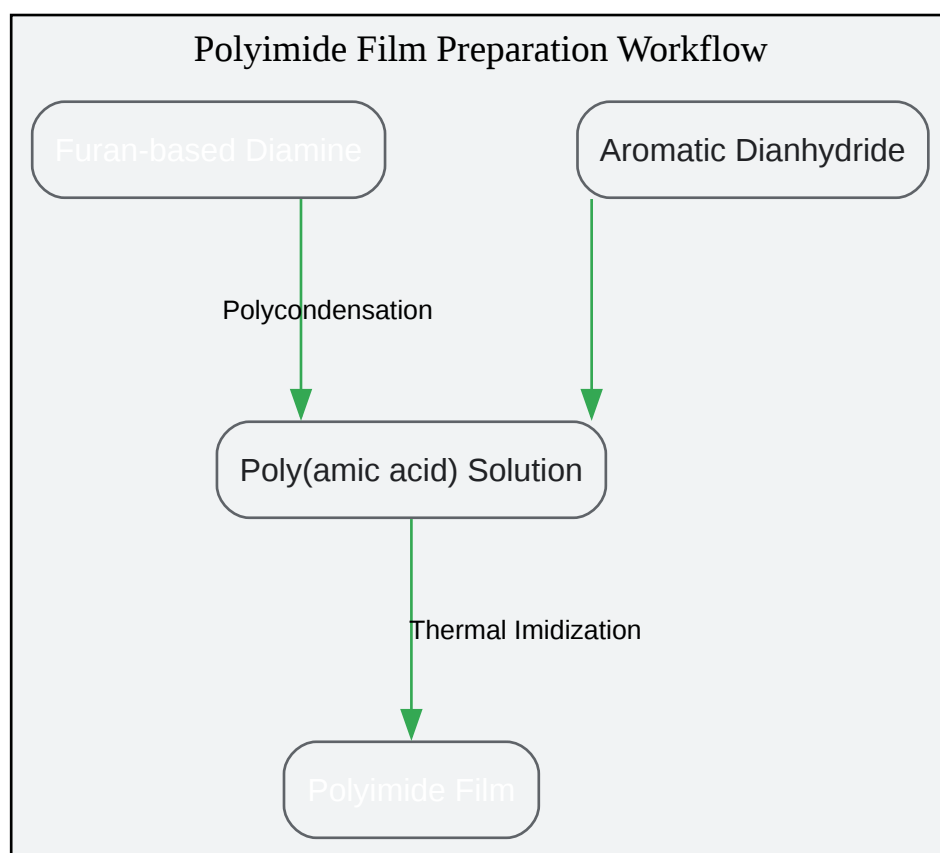 Polyimide Film Preparation Workflow
Furan-based Diamine
Aromatic Dianhydride
Polycondensation
Poly(amic acid) Solution
Thermal Imidization
Polyimide Film